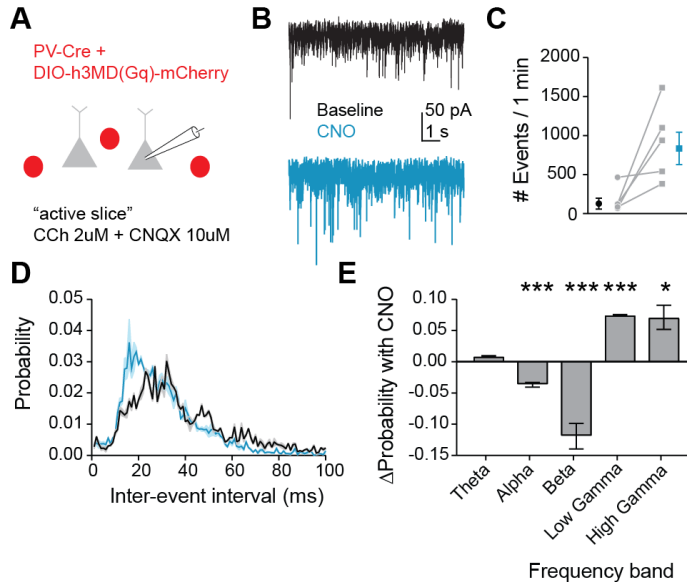 A
PV-Cre +
DIO-h3MD(Gq)-mCherry
"active slice"
CCh 2uM + CNQX 10uM
B
Baseline
CNO
50 pA
1 s
C
# Events / 1 min
2000
1500
1000
500
0
D
Probability
0.05
0.04
0.03
0.02
0.01
0.00
0
20
40
60
80
100
Inter-event interval (ms)
E
ΔProbability with CNO
0.10
0.05
0.00
-0.05
-0.10
-0.15
***
***
***
*
Theta
Alpha
Beta
Low Gamma
High Gamma
Frequency band